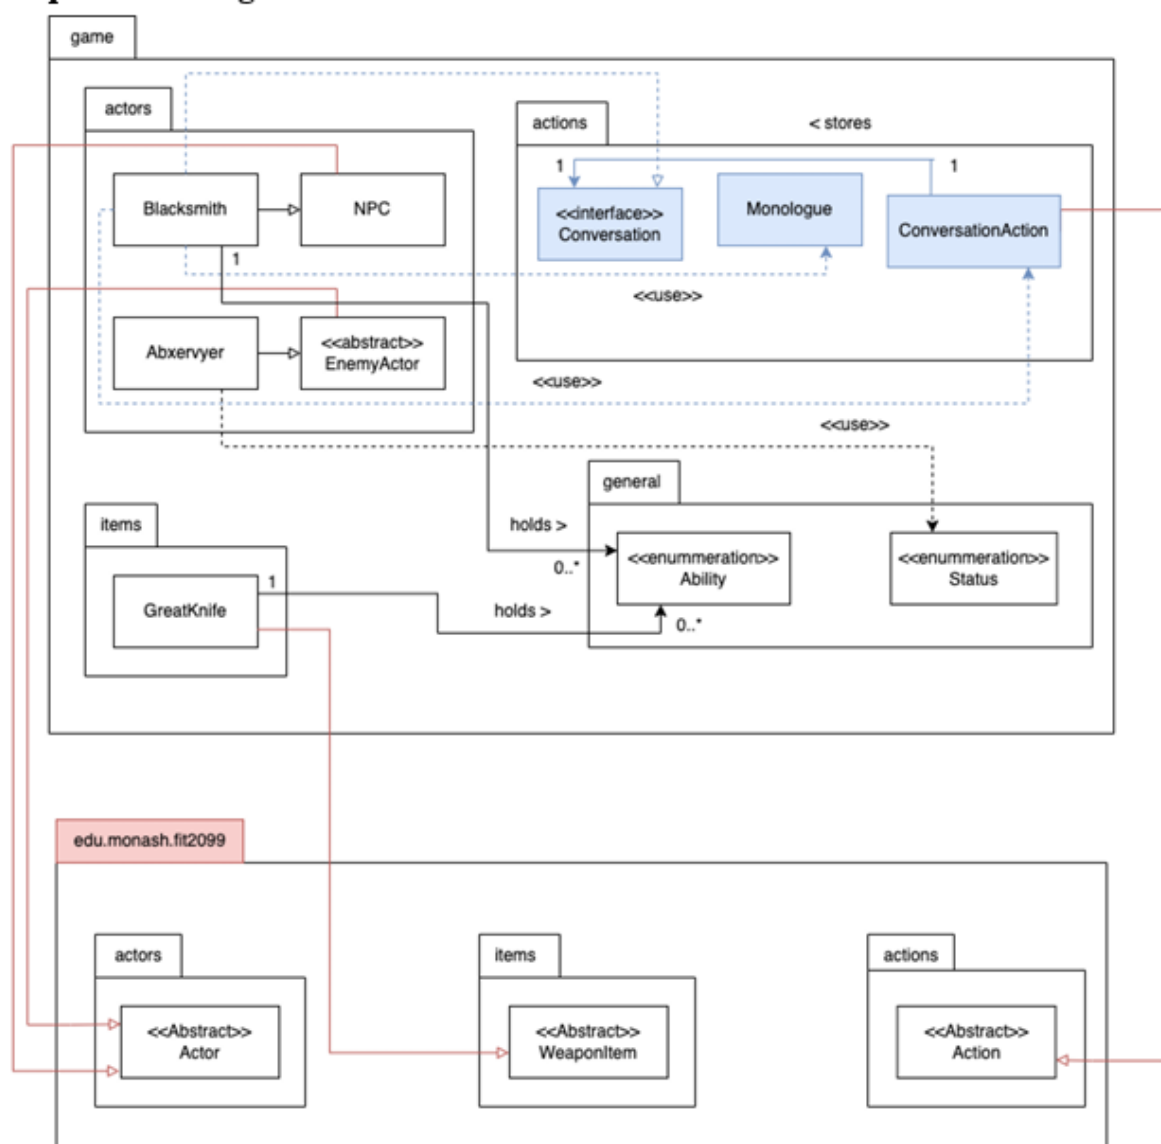 game
actors
actions
< stores
1
1
Blacksmith
NPC
<<interface>>
Conversation
Monologue
ConversationAction
1
<<use>>
Abxervyer
<<abstract>>
EnemyActor
<<use>>
<<use>>
general
items
holds >
<<enummeration>>
Ability
<<enummeration>>
Status
0..*
1
GreatKnife
holds >
0..*
edu.monash.fit2099
actors
items
actions
<<Abstract>>
Actor
<<Abstract>>
WeaponItem
<<Abstract>>
Action